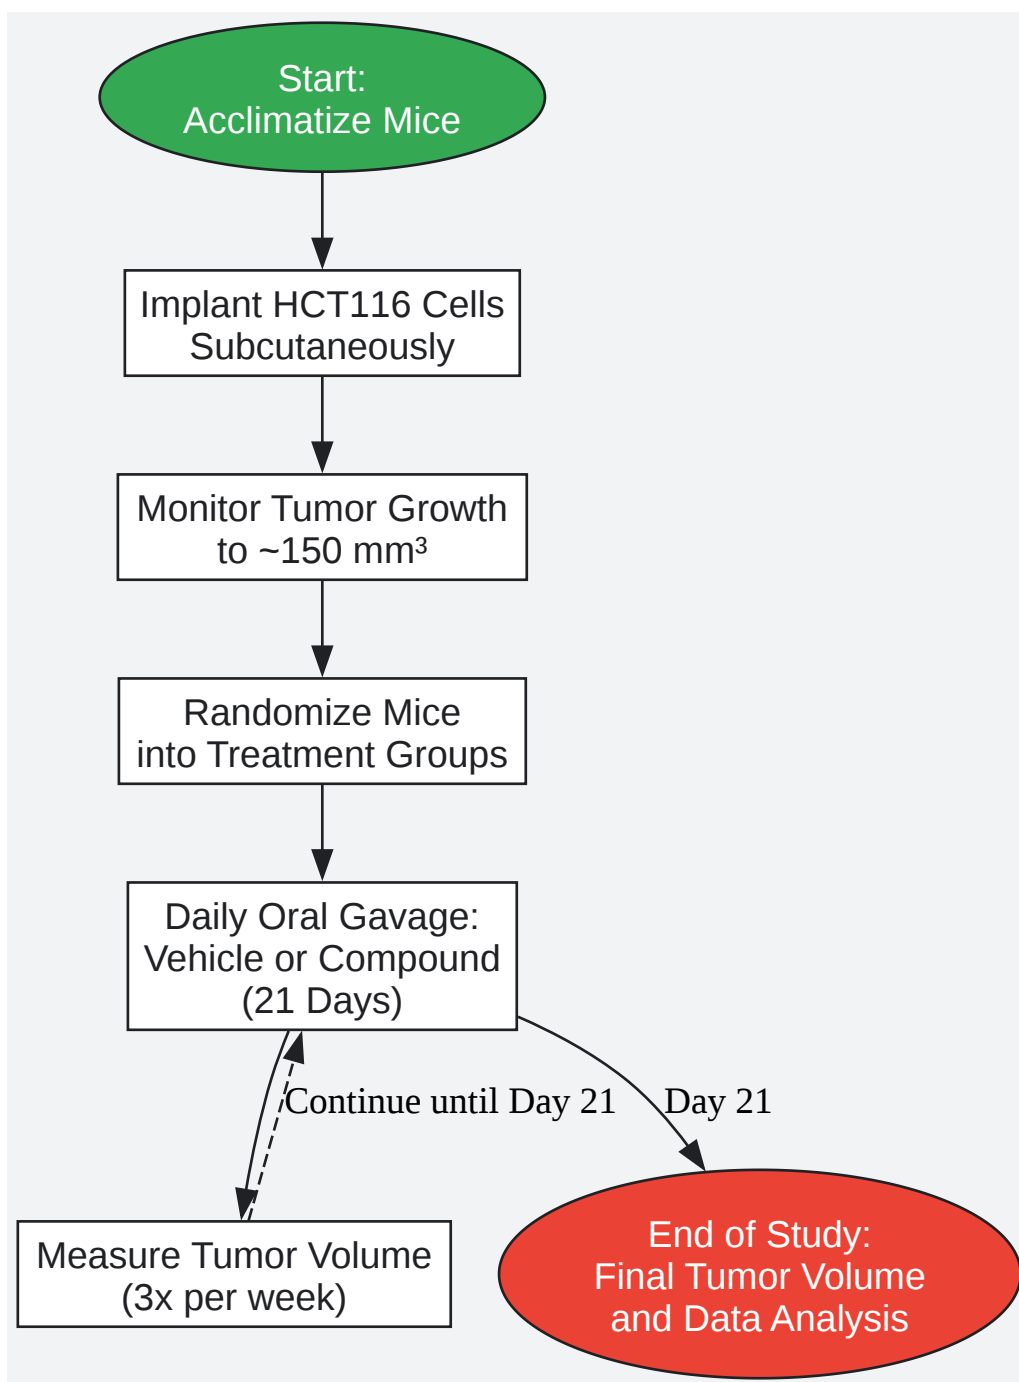 Start:
Acclimatize Mice
Implant HCT116 Cells
Subcutaneously
Monitor Tumor Growth
to ~150 mm³
Randomize Mice
into Treatment Groups
Daily Oral Gavage:
Vehicle or Compound
(21 Days)
Continue until Day 21
Day 21
Measure Tumor Volume
(3x per week)
End of Study:
Final Tumor Volume
and Data Analysis